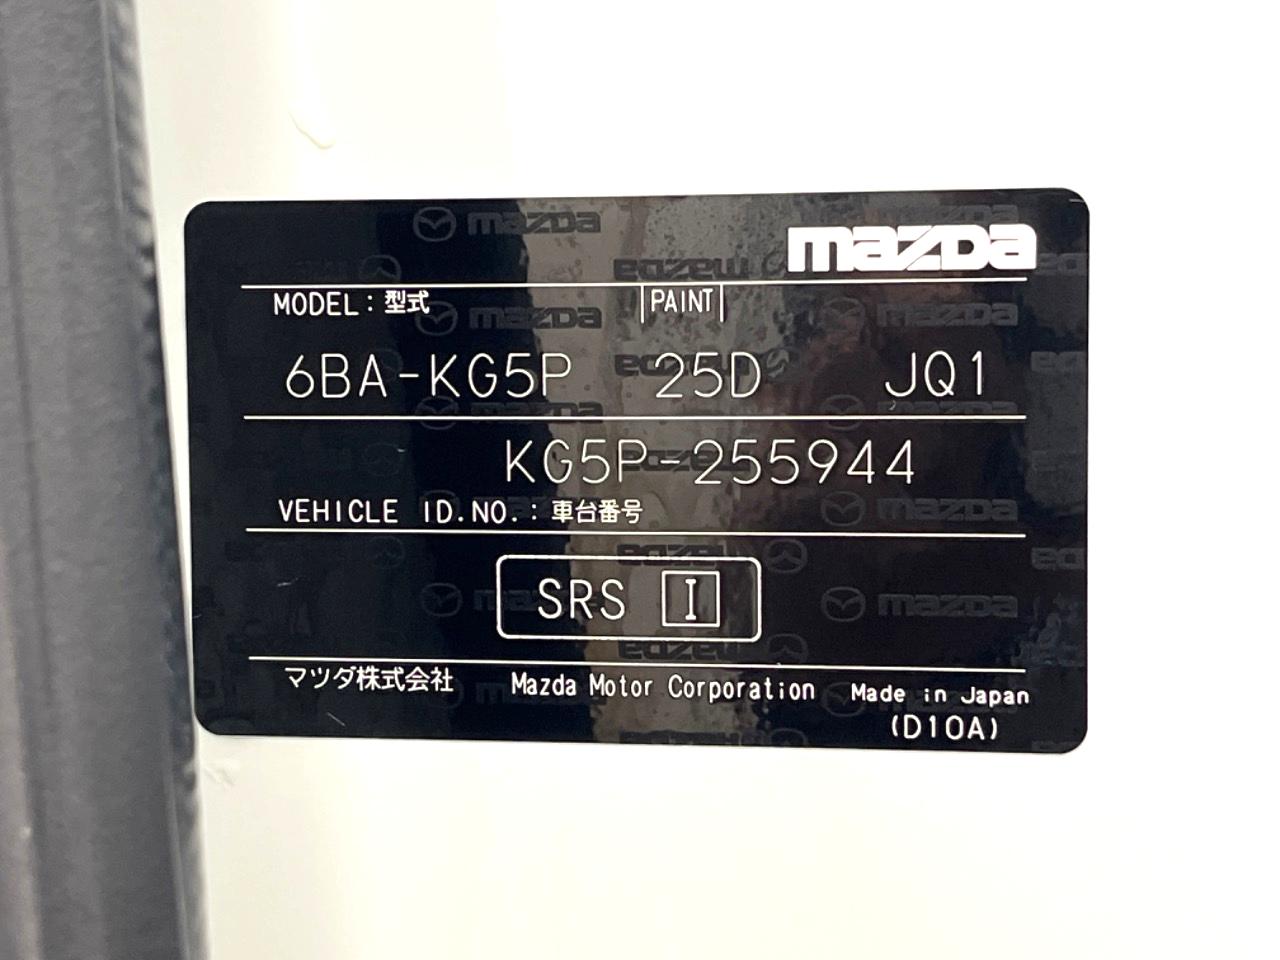 mazda
MODEL:型式 |PAINT|
6BA-KG5P 25D JQ1
KG5P-255944
VEHICLE ID.NO.:車台番号
SRS I
マツダ株式会社 Mazda Motor Corporation Made in Japan
(D10A)